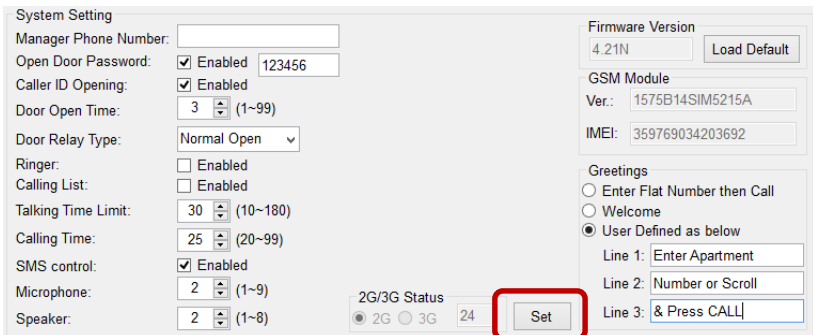 System Setting
Manager Phone Number:
Open Door Password: Enabled 123456
Caller ID Opening: Enabled
Door Open Time: 3 (1~99)
Door Relay Type: Normal Open
Ringer: Enabled
Calling List: Enabled
Talking Time Limit: 30 (10~180)
Calling Time: 25 (20~99)
SMS control: Enabled
Microphone: 2 (1~9)
Speaker: 2 (1~8)
2G/3G Status
2G 3G 24
Set
Firmware Version
4.21N Load Default
GSM Module
Ver.: 1575B14SIM5215A
IMEI: 359769034203692
Greetings
Enter Flat Number then Call
Welcome
User Defined as below
Line 1: Enter Apartment
Line 2: Number or Scroll
Line 3: & Press CALL